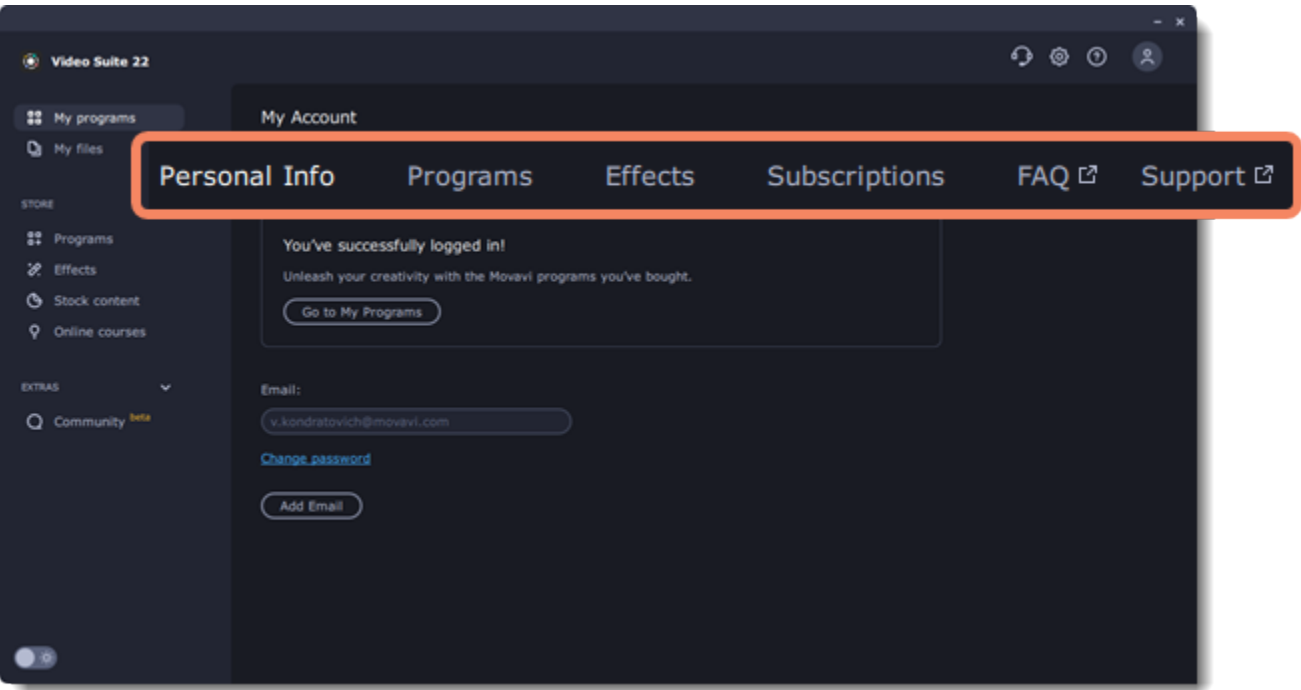 Video Suite 22
My programs
My files
STORE
Programs
Effects
Stock content
Online courses
EXTRAS
Community beta
My Account
Personal Info Programs Effects Subscriptions FAQ Support
You've successfully logged in!
Unleash your creativity with the Movavi programs you've bought.
Go to My Programs
Email:
v.kondratovich@movavi.com
Change password
Add Email